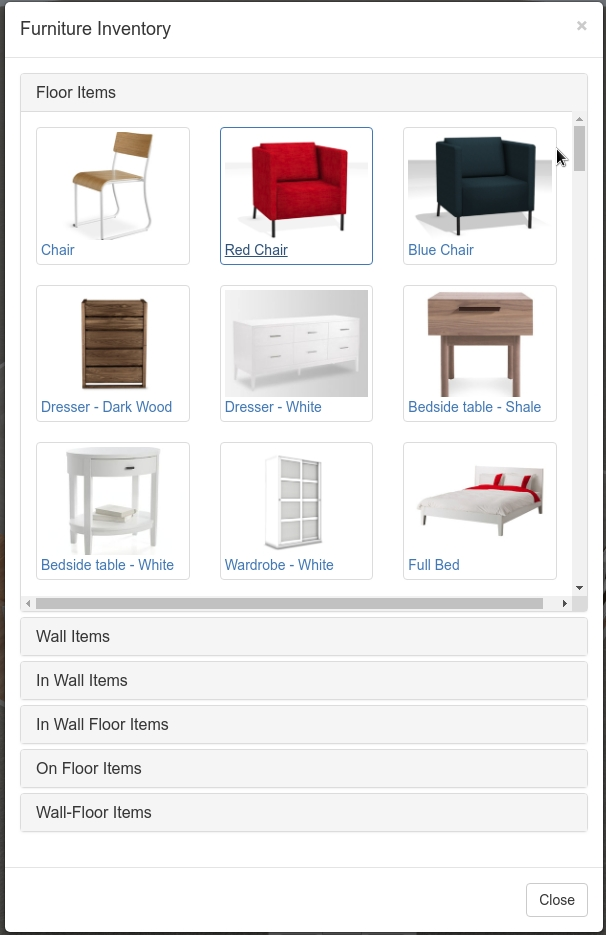 Furniture Inventory
×
Floor Items
Chair
Red Chair
Blue Chair
Dresser - Dark Wood
Dresser - White
Bedside table - Shale
Bedside table - White
Wardrobe - White
Full Bed
Wall Items
In Wall Items
In Wall Floor Items
On Floor Items
Wall-Floor Items
Close